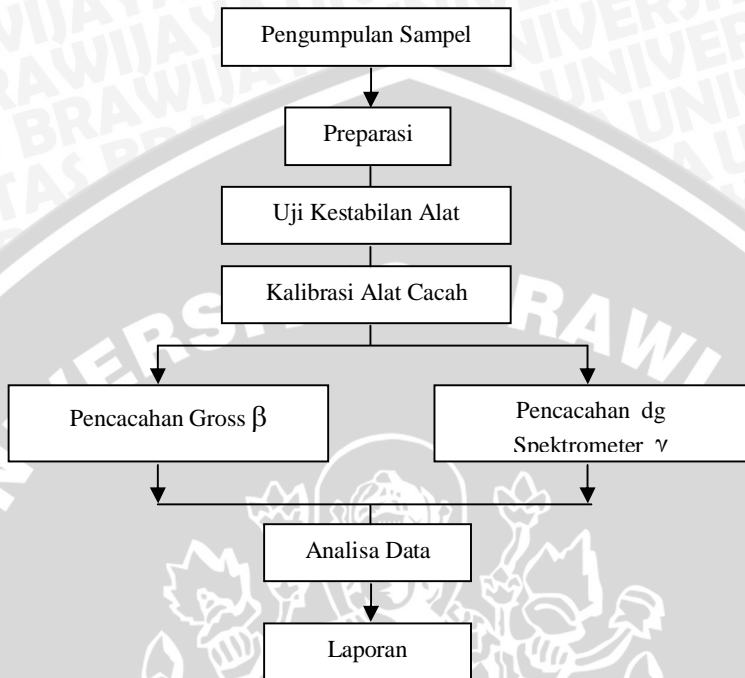 Pengumpulan Sampel
Preparasi
Uji Kestabilan Alat
Kalibrasi Alat Cacah
Pencacahan Gross β
Pencacahan dg
Spektrometer γ
Analisa Data
Laporan